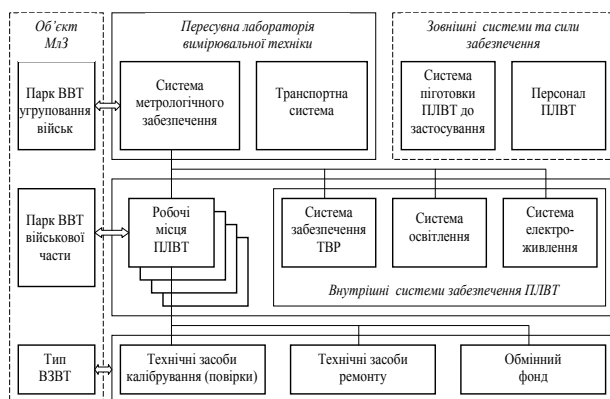 Об’єкт
МлЗ
Пересувна лабораторія
вимірювальної техніки
Зовнішні системи та сили
забезпечення
Парк ВВТ
угруповання
військ
Система
метрологічного
забезпечення
Транспортна
система
Система
піготовки
ПЛВТ до
застосування
Персонал
ПЛВТ
Парк ВВТ
військової
части
Робочі
місця
ПЛВТ
Система
забезпечення
ТВР
Система
освітлення
Система
електро-
живлення
Внутрішні системи забезпечення ПЛВТ
Тип
ВЗВТ
Технічні засоби
калібрування (повірки)
Технічні засоби
ремонту
Обмінний
фонд